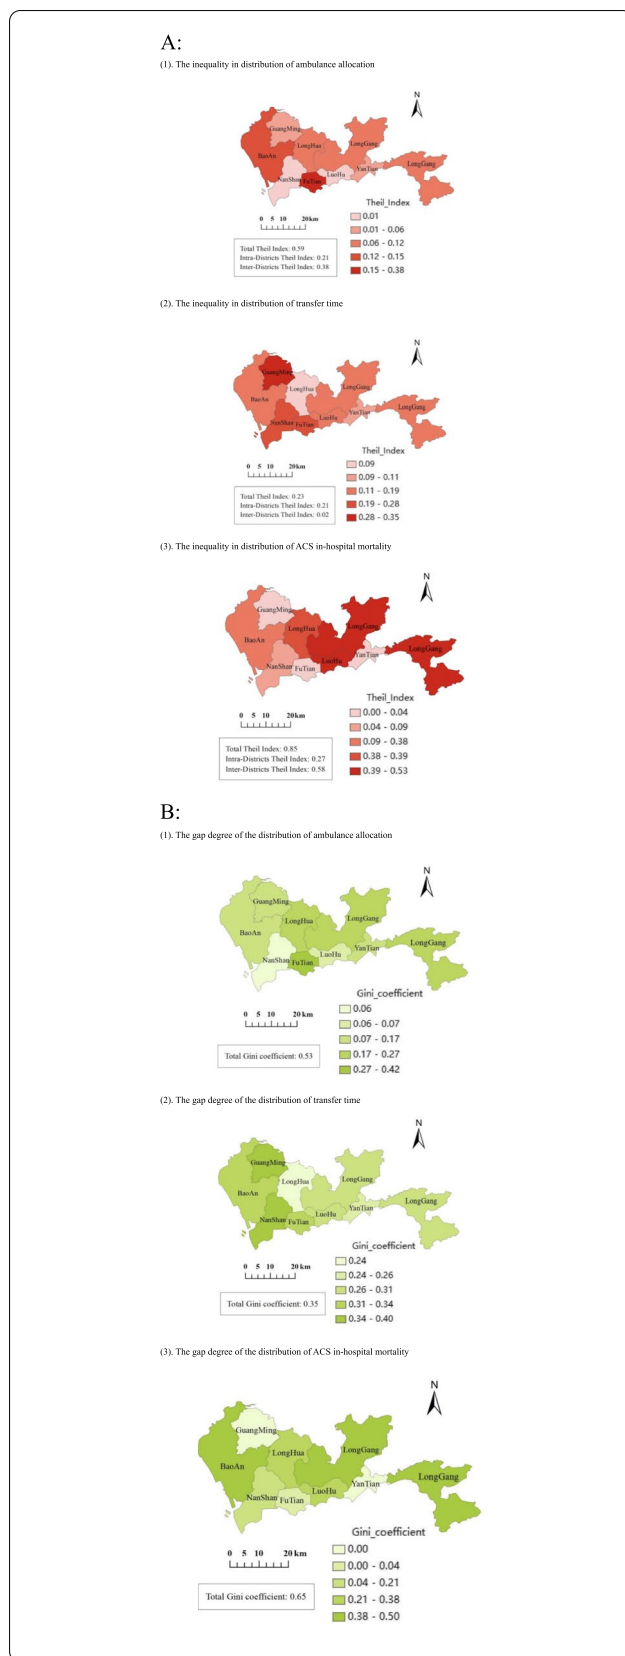 A:
(1). The inequality in distribution of ambulance allocation
N
GuangMing
LongHua
LongGang
BaoAn
NanShan
FuTian
LuoHu
YanTian
LongGang
0 5 10 20km
Theil_Index
0.01
0.01 - 0.06
0.06 - 0.12
0.12 - 0.15
0.15 - 0.38
Total Theil Index: 0.59
Intra-Districts Theil Index: 0.21
Inter-Districts Theil Index: 0.38
(2). The inequality in distribution of transfer time
N
GuangMing
LongHua
LongGang
BaoAn
NanShan
FuTian
LuoHu
YanTian
LongGang
0 5 10 20km
Theil_Index
0.09
0.09 - 0.11
0.11 - 0.19
0.19 - 0.28
0.28 - 0.35
Total Theil Index: 0.23
Intra-Districts Theil Index: 0.21
Inter-Districts Theil Index: 0.02
(3). The inequality in distribution of ACS in-hospital mortality
N
GuangMing
LongHua
LongGang
BaoAn
NanShan
FuTian
LuoHu
YanTian
LongGang
0 5 10 20km
Theil_Index
0.00 - 0.04
0.04 - 0.09
0.09 - 0.38
0.38 - 0.39
0.39 - 0.53
Total Theil Index: 0.85
Intra-Districts Theil Index: 0.27
Inter-Districts Theil Index: 0.58
B:
(1). The gap degree of the distribution of ambulance allocation
N
GuangMing
LongHua
LongGang
BaoAn
NanShan
FuTian
LuoHu
YanTian
LongGang
0 5 10 20 km
Gini_coefficient
0.06
0.06 - 0.07
0.07 - 0.17
0.17 - 0.27
0.27 - 0.42
Total Gini coefficient: 0.53
(2). The gap degree of the distribution of transfer time
N
GuangMing
LongHua
LongGang
BaoAn
NanShan
FuTian
LuoHu
YanTian
LongGang
0 5 10 20 km
Gini_coefficient
0.24
0.24 - 0.26
0.26 - 0.31
0.31 - 0.34
0.34 - 0.40
Total Gini coefficient: 0.35
(3). The gap degree of the distribution of ACS in-hospital mortality
N
GuangMing
LongHua
LongGang
BaoAn
NanShan
FuTian
LuoHu
YanTian
LongGang
0 5 10 20 km
Gini_coefficient
0.00
0.00 - 0.04
0.04 - 0.21
0.21 - 0.38
0.38 - 0.50
Total Gini coefficient: 0.65